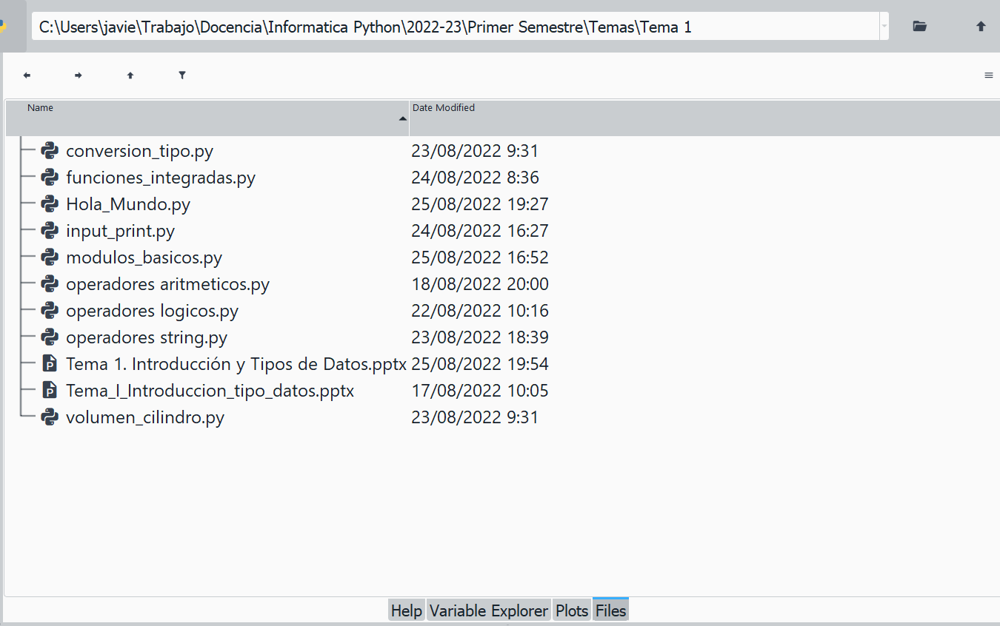 C:\Users\javie\Trabajo\Docencia\Informatica Python\2022-23\Primer Semestre\Temas\Tema 1
Name Date Modified
conversion_tipo.py 23/08/2022 9:31
funciones_integradas.py 24/08/2022 8:36
Hola_Mundo.py 25/08/2022 19:27
input_print.py 24/08/2022 16:27
modulos_basicos.py 25/08/2022 16:52
operadores aritmeticos.py 18/08/2022 20:00
operadores logicos.py 22/08/2022 10:16
operadores string.py 23/08/2022 18:39
Tema 1. Introducción y Tipos de Datos.pptx 25/08/2022 19:54
Tema_I_Introduccion_tipo_datos.pptx 17/08/2022 10:05
volumen_cilindro.py 23/08/2022 9:31
Help Variable Explorer Plots Files